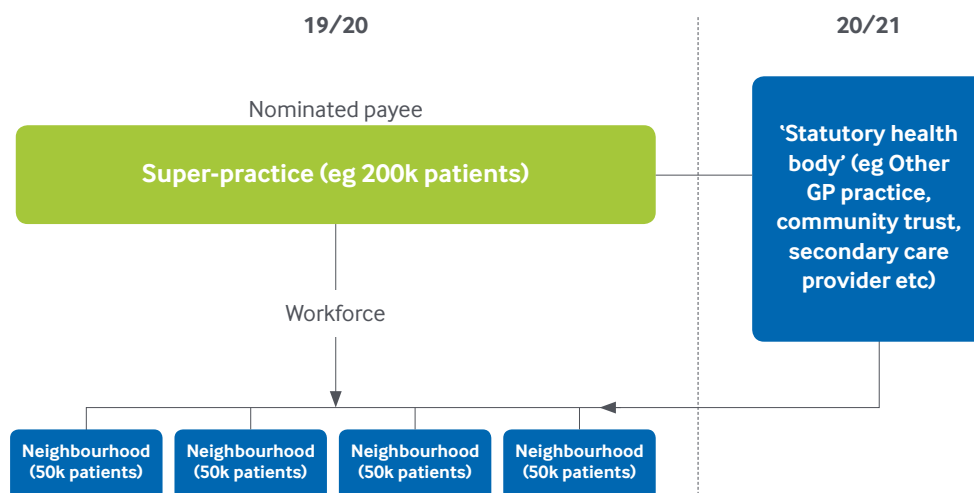 19/20
20/21
Nominated payee
Super-practice (eg 200k patients)
‘Statutory health
body’ (eg Other
GP practice,
community trust,
secondary care
provider etc)
Workforce
Neighbourhood
(50k patients)
Neighbourhood
(50k patients)
Neighbourhood
(50k patients)
Neighbourhood
(50k patients)